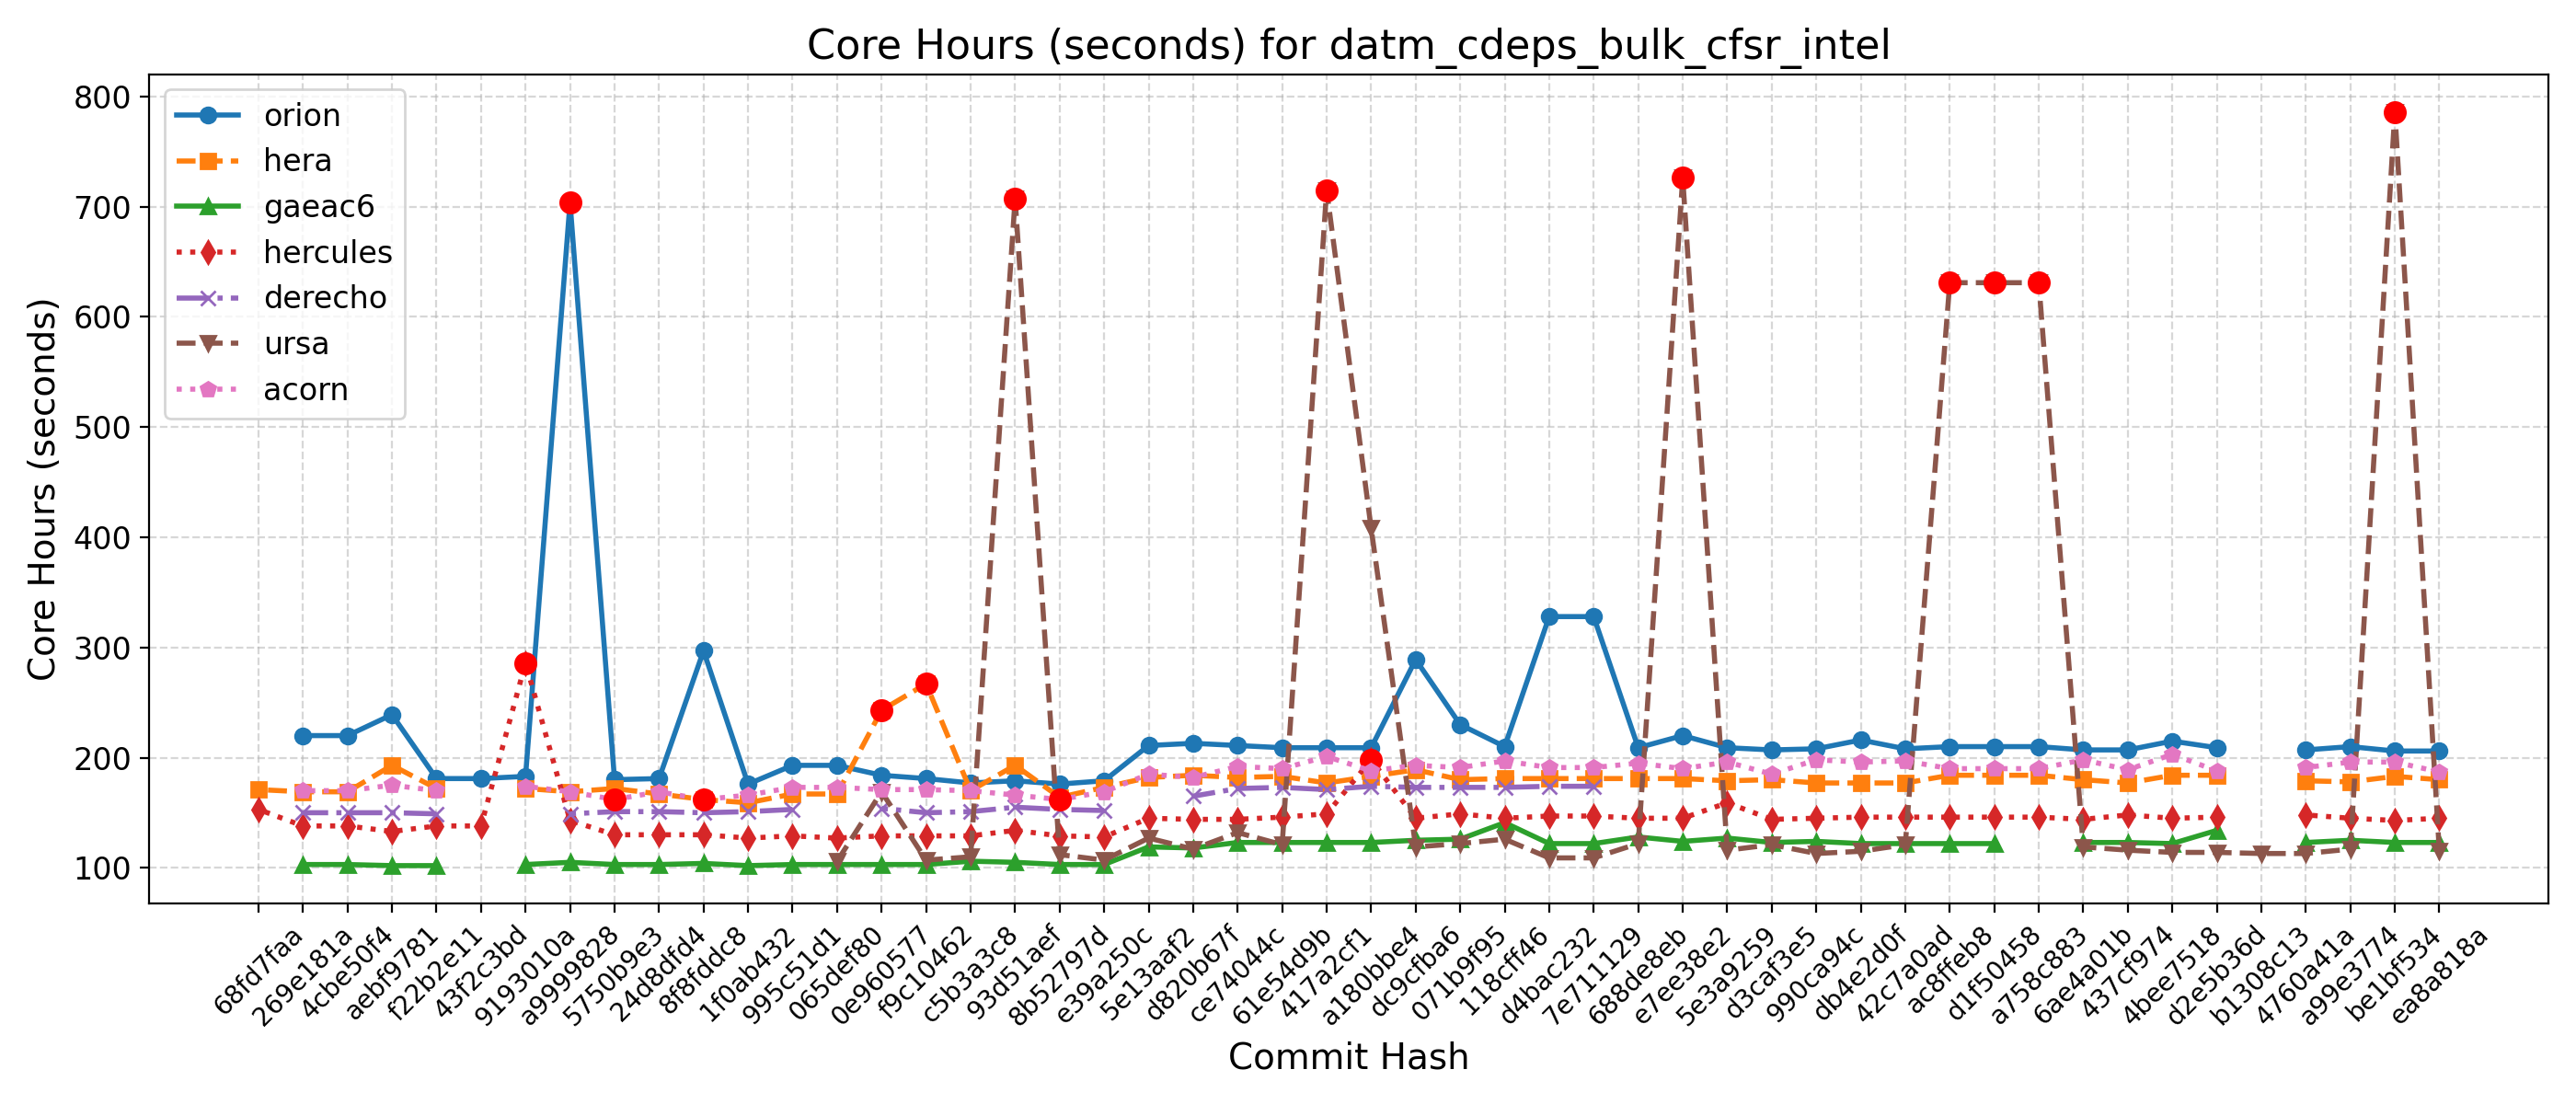 Core Hours (seconds) for datm_cdeps_bulk_cfsr_intel
Core Hours (seconds)
800
700
600
500
400
300
200
100
orion
hera
gaeac6
hercules
derecho
ursa
acorn
68fd7faa
269e181a
4cbe50f4
aebf9781
f22b2e11
43f2c3bd
9193010a
a9999828
5750b9e3
24d8dfd4
8f8fddc8
1f0ab432
995c51d1
065def80
0e960577
f9c10462
c5b3a3c8
93d51aef
8b52797d
e39a250c
5e13aaf2
d820b67f
ce74044c
61e54d9b
417a2cf1
a180bbe4
dc9cfba6
071b9f95
118cff46
d4bac232
7e711129
688de8eb
e7ee38e2
5e3a9259
d3caf3e5
990ca94c
db4e2d0f
42c7a0ad
ac8ffeb8
d1f50458
a758c883
6ae4a01b
437cf974
4bee7518
d2e5b36d
b1308c13
4760a41a
a99e3774
be1bf534
ea8a818a
Commit Hash